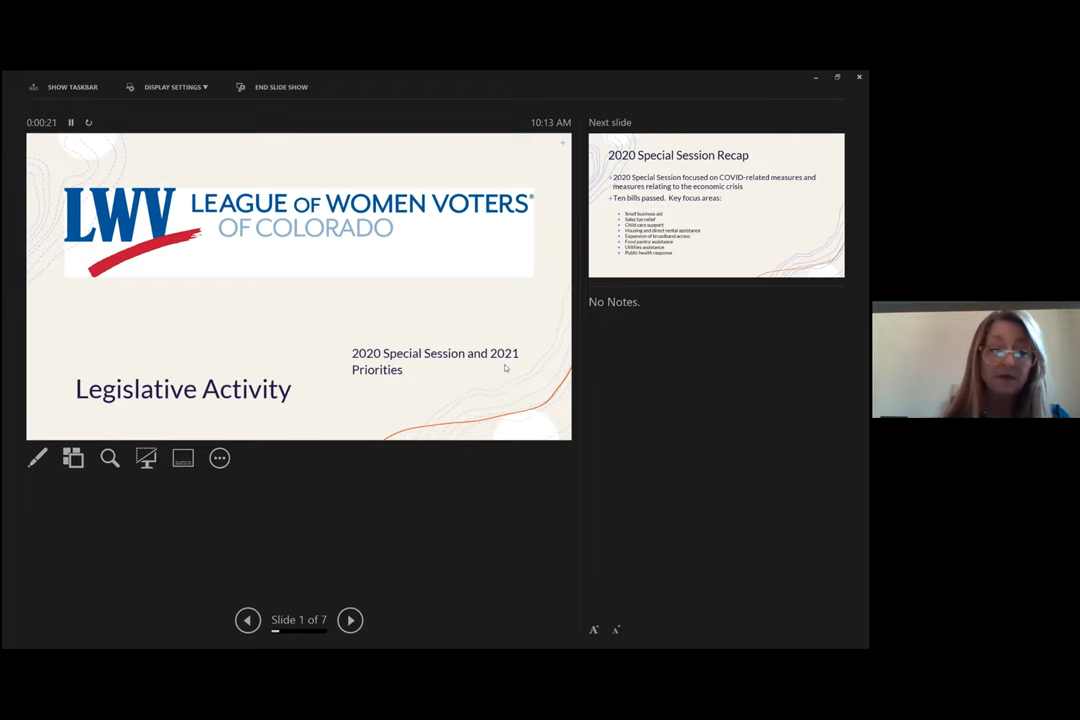 SHOW TASKBAR
DISPLAY SETTINGS ▼
END SLIDE SHOW
0:00:21
10:13 AM
Next slide
LWV
LEAGUE OF WOMEN VOTERS®
OF COLORADO
2020 Special Session and 2021
Priorities
Legislative Activity
2020 Special Session Recap
2020 Special Session focused on COVID-related measures and
measures relating to the economic crisis
Ten bills passed. Key focus areas:
Small business aid
Sales tax relief
Child care support
Housing and direct rental assistance
Expansion of broadband access
Food pantry assistance
Utilities assistance
Public health response
No Notes.
Slide 1 of 7
A
A